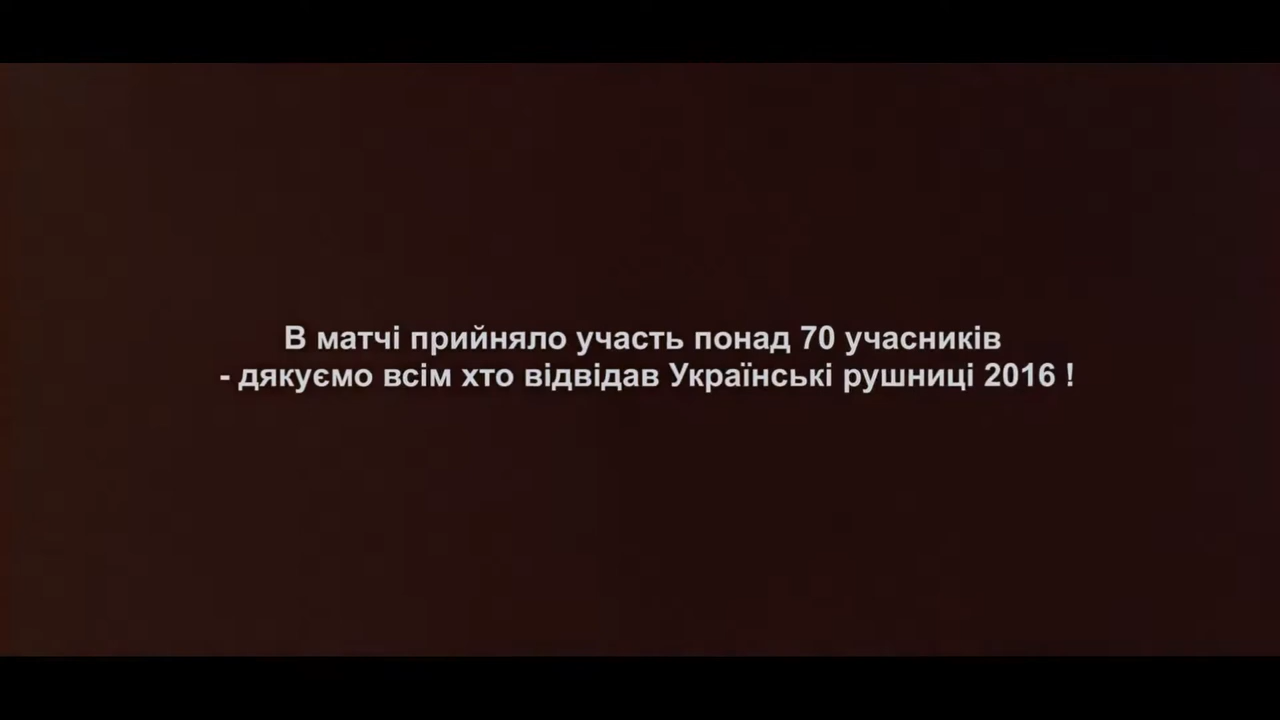 В матчі прийняло участь понад 70 учасників
- дякуємо всім хто відвідав Українські рушниці 2016 !